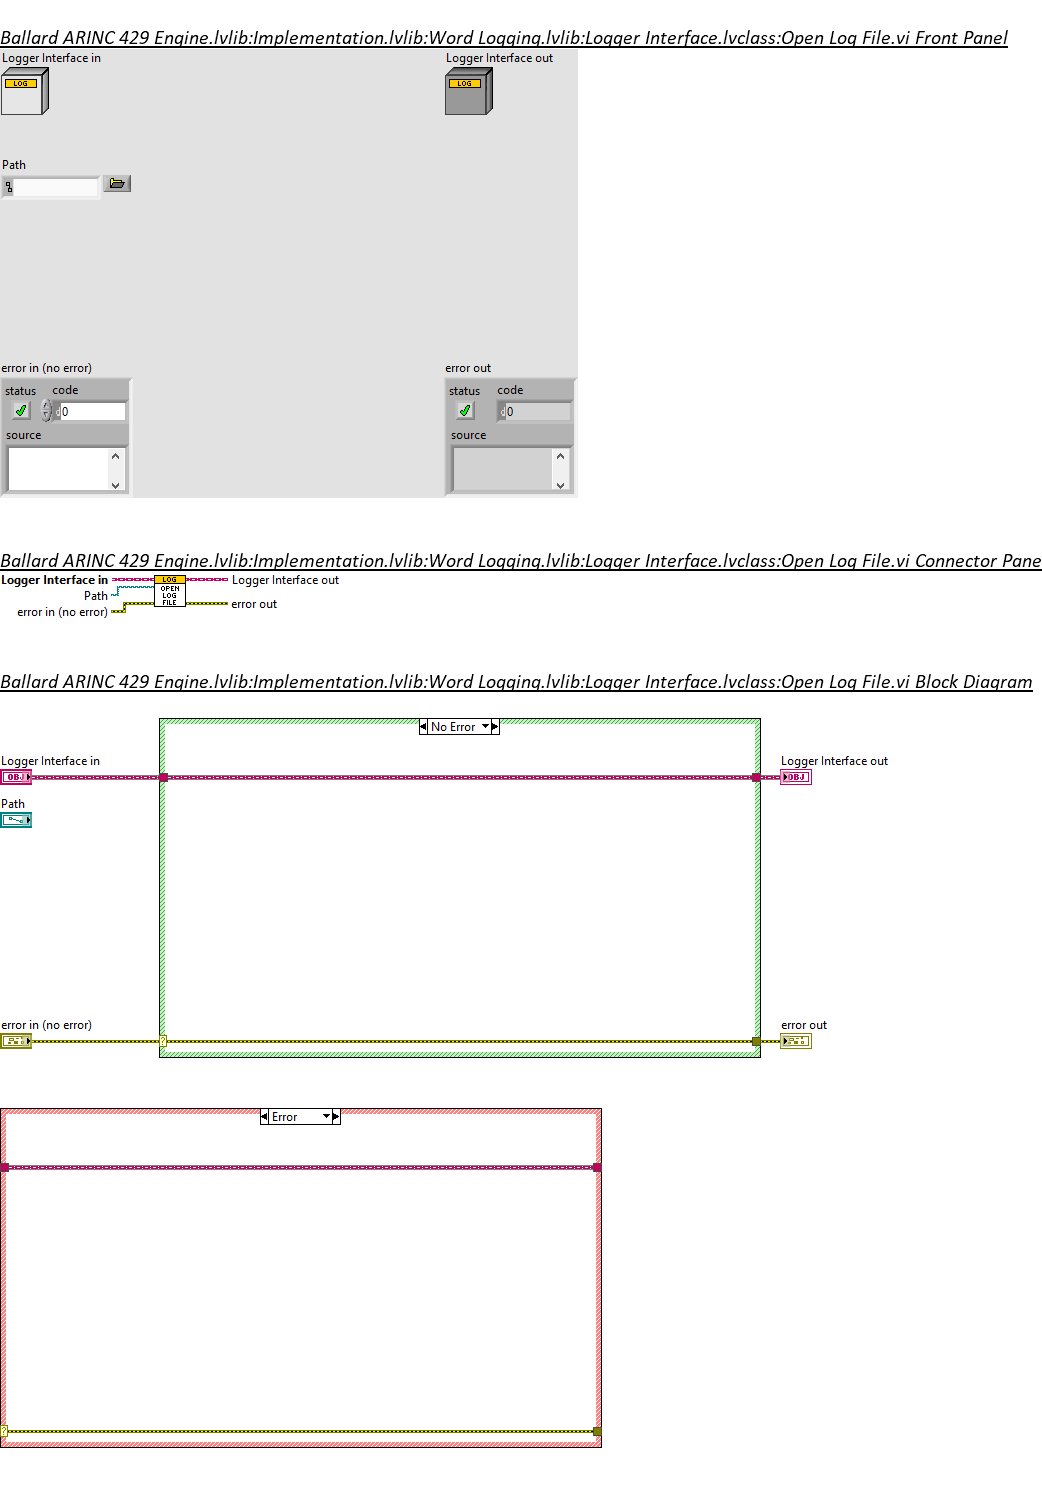 Ballard ARINC 429 Engine.lvlib:Implementation.lvlib:Word Logging.lvlib:Logger Interface.lvclass:Open Log File.vi Front Panel
Logger Interface in
Logger Interface out
LOG
LOG
Path
error in (no error)
error out
status
code
status
code
d
0
d
0
source
source
Ballard ARINC 429 Engine.lvlib:Implementation.lvlib:Word Logging.lvlib:Logger Interface.lvclass:Open Log File.vi Connector Pane
Logger Interface in
LOG
Logger Interface out
Path
OPEN
LOG
FILE
error in (no error)
error out
Ballard ARINC 429 Engine.lvlib:Implementation.lvlib:Word Logging.lvlib:Logger Interface.lvclass:Open Log File.vi Block Diagram
No Error
Logger Interface in
OBJ
Logger Interface out
OBJ
Path
error in (no error)
?
error out
Error
?